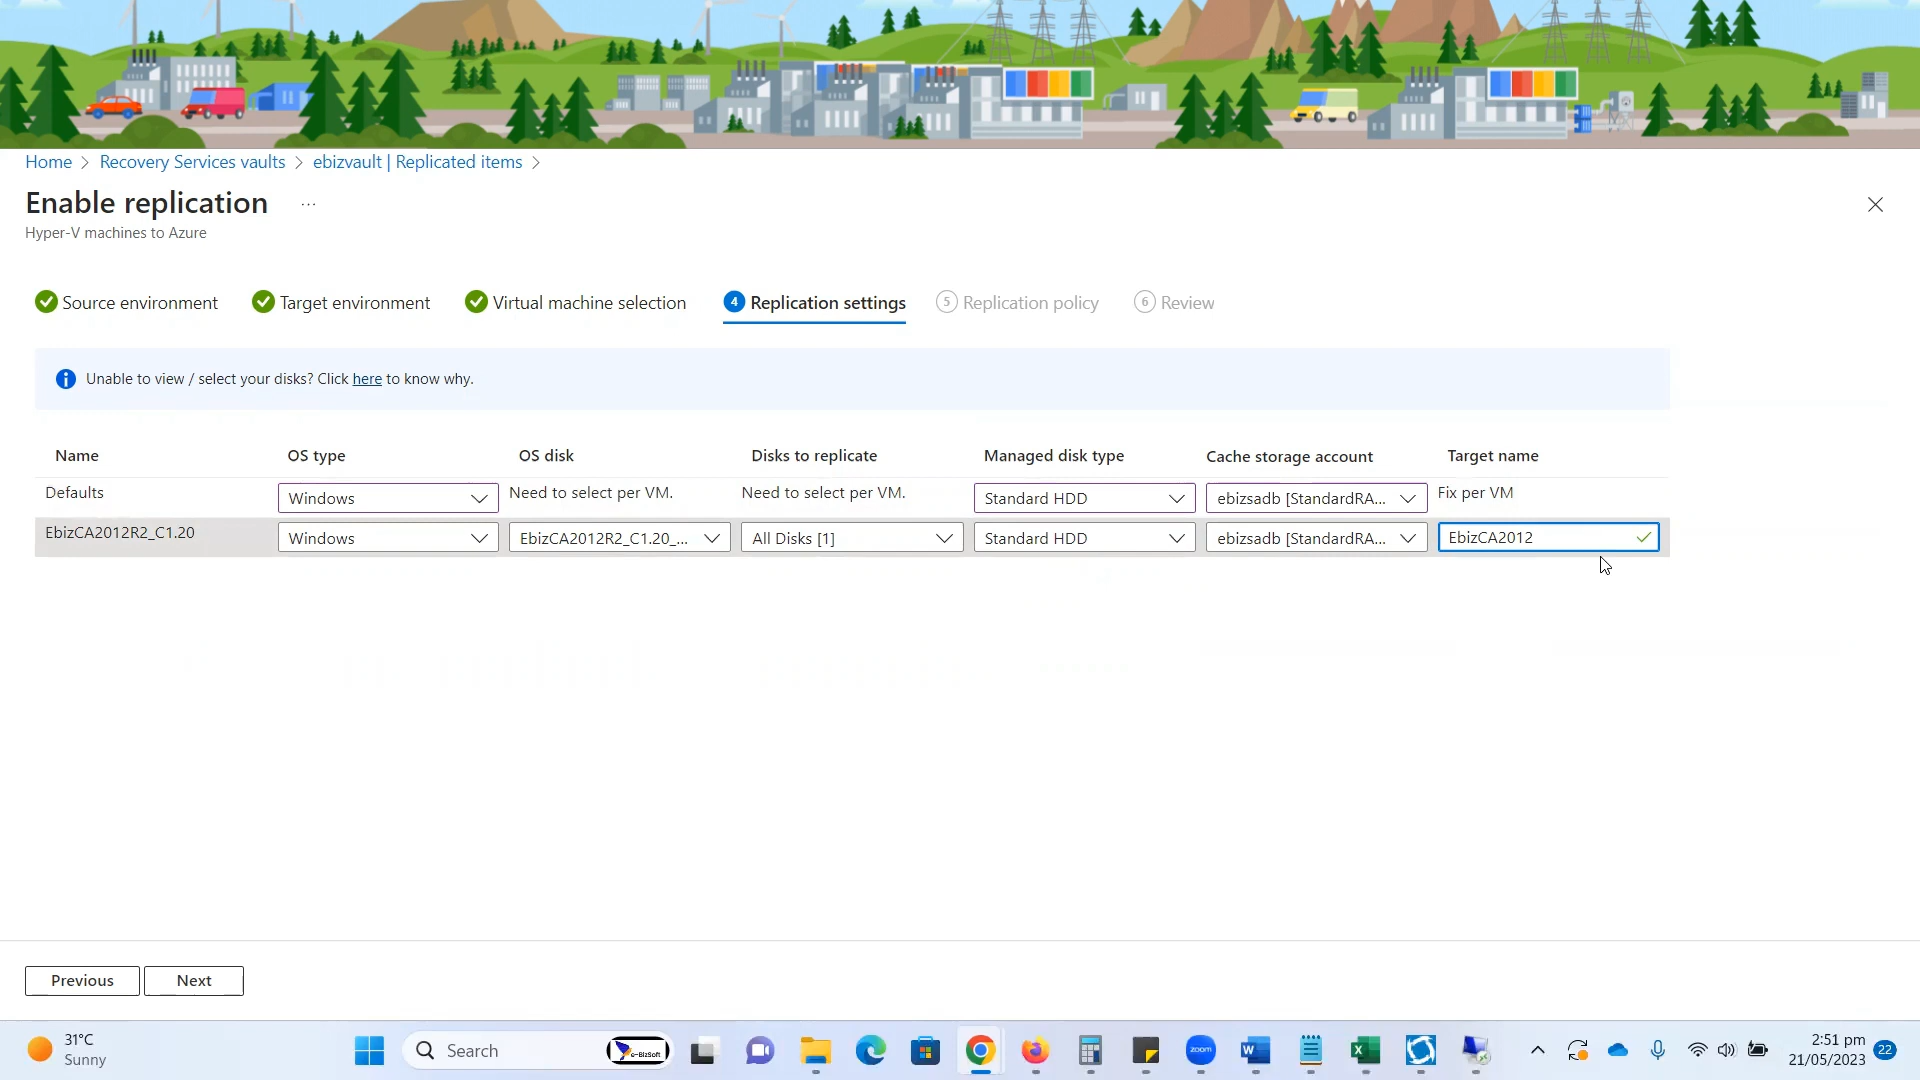 Home > Recovery Services vaults > ebizvault | Replicated items >
Enable replication ...
Hyper-V machines to Azure
Source environment Target environment Virtual machine selection 4 Replication settings 5 Replication policy 6 Review
Unable to view / select your disks? Click here to know why.
Name OS type OS disk Disks to replicate Managed disk type Cache storage account Target name
Defaults Windows Need to select per VM. Need to select per VM. Standard HDD ebizsadb [StandardRA... Fix per VM
EbizCA2012R2_C1.20 Windows EbizCA2012R2_C1.20_... All Disks [1] Standard HDD ebizsadb [StandardRA... EbizCA2012
Previous Next
31°C
Sunny
Search
e-BizSoft
zoom
2:51 pm
21/05/2023
22